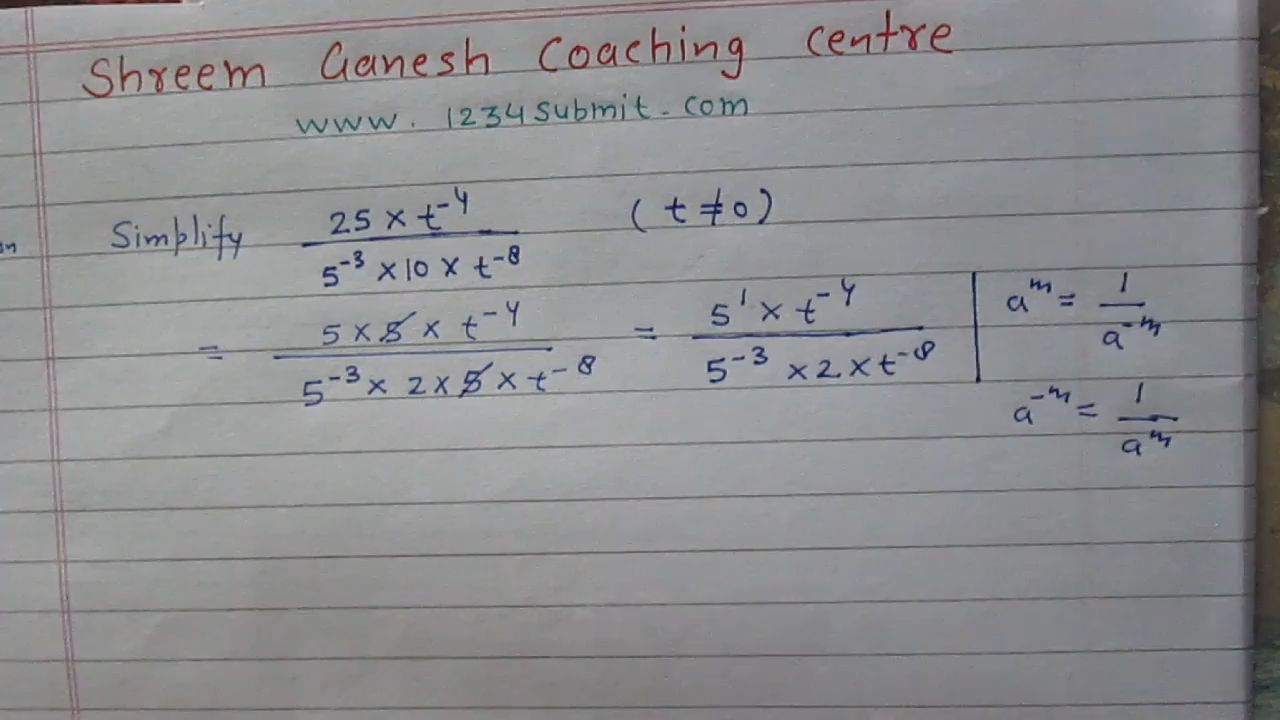 Shreem Ganesh Coaching centre
www.1234submit.com
Simplify (25 × t⁻⁴) / (5⁻³ × 10 × t⁻⁸) (t ≠ 0)
= (5 × 5 × t⁻⁴) / (5⁻³ × 2 × 5 × t⁻⁸) = (5¹ × t⁻⁴) / (5⁻³ × 2 × t⁻⁸)
aᵐ = 1 / a⁻ᵐ
a⁻ᵐ = 1 / aᵐ